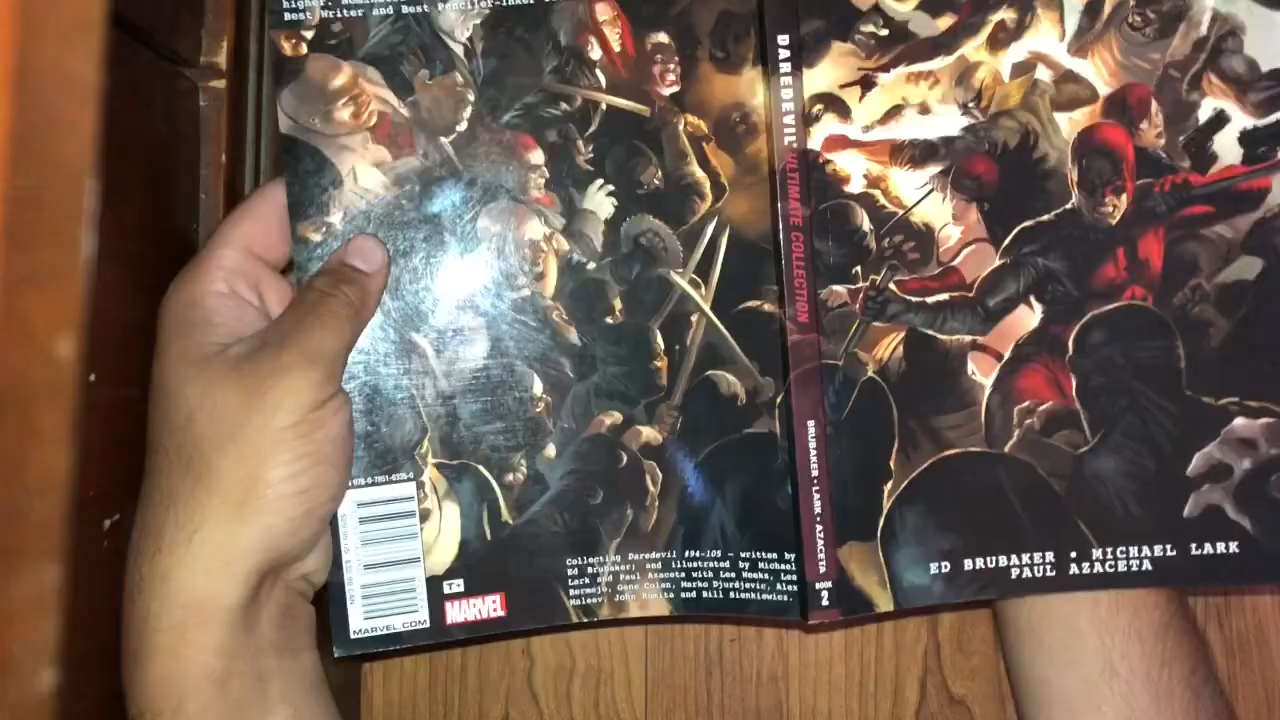 higher. Nominated
Best Writer and Best Penciler-Inker
DAREDEVIL ULTIMATE COLLECTION
BRUBAKER • LARK • AZACETA
BOOK
2
978-0-7851-6335-0
MARVEL.COM
T+
MARVEL
Collecting Daredevil #94-105 — written by
Ed Brubaker; and illustrated by Michael
Lark and Paul Azaceta with Lee Weeks, Lee
Bermejo, Gene Colan, Marko Djurdjevic, Alex
Maleev, John Romita and Bill Sienkiewicz.
ED BRUBAKER • MICHAEL LARK
PAUL AZACETA